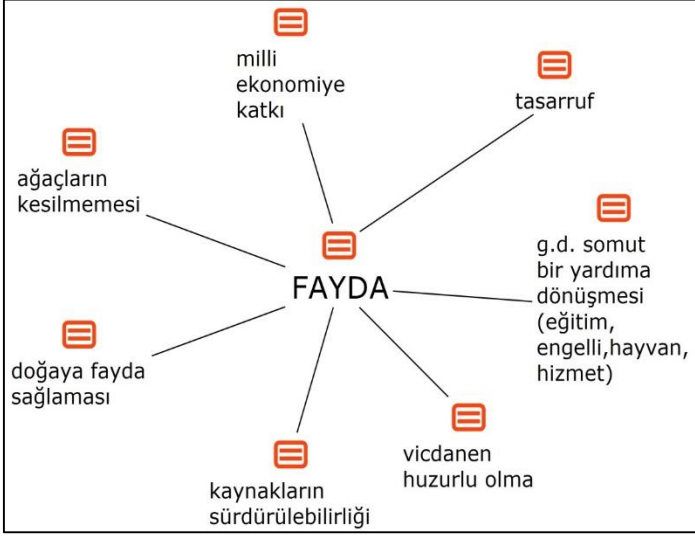 milli
ekonomiye
katkı
tasarruf
ağaçların
kesilmemesi
g.d. somut
bir yardıma
dönüşmesi
(eğitim,
engelli,hayvan,
hizmet)
FAYDA
doğaya fayda
sağlaması
vicdanen
huzurlu olma
kaynakların
sürdürülebilirliği